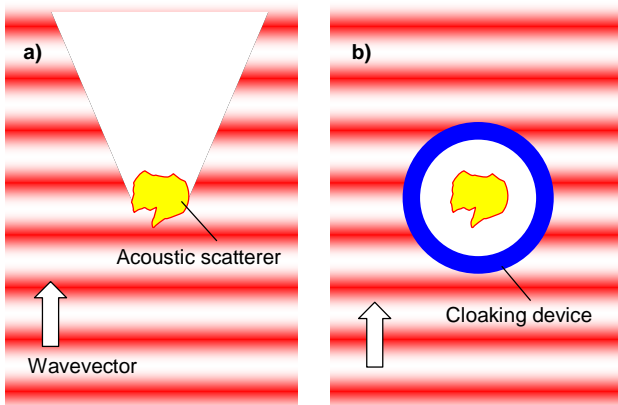 a)
b)
Acoustic scatterer
Cloaking device
Wavevector